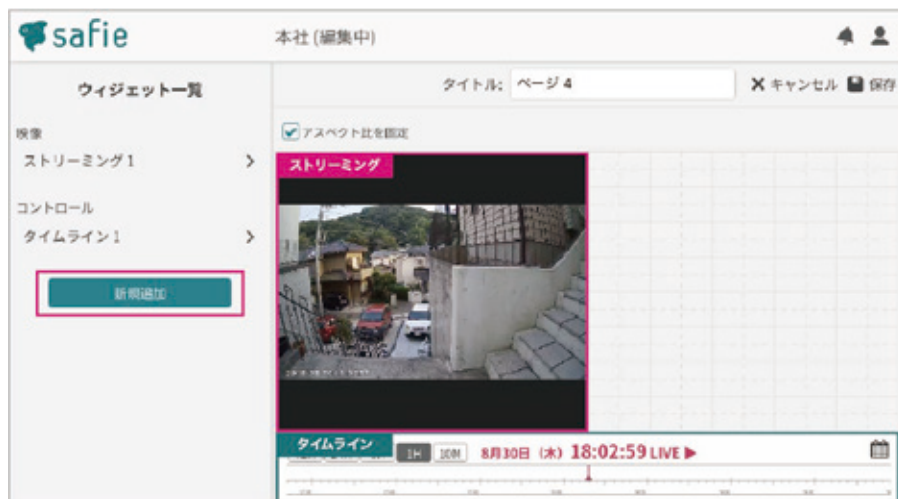 safie
本社 (編集中)
ウィジェット一覧
タイトル: ページ 4
キャンセル 保存
映像
アスペクト比を固定
ストリーミング 1
ストリーミング
コントロール
タイムライン 1
新規追加
タイムライン
1H 10M 8月30日 (木) 18:02:59 LIVE